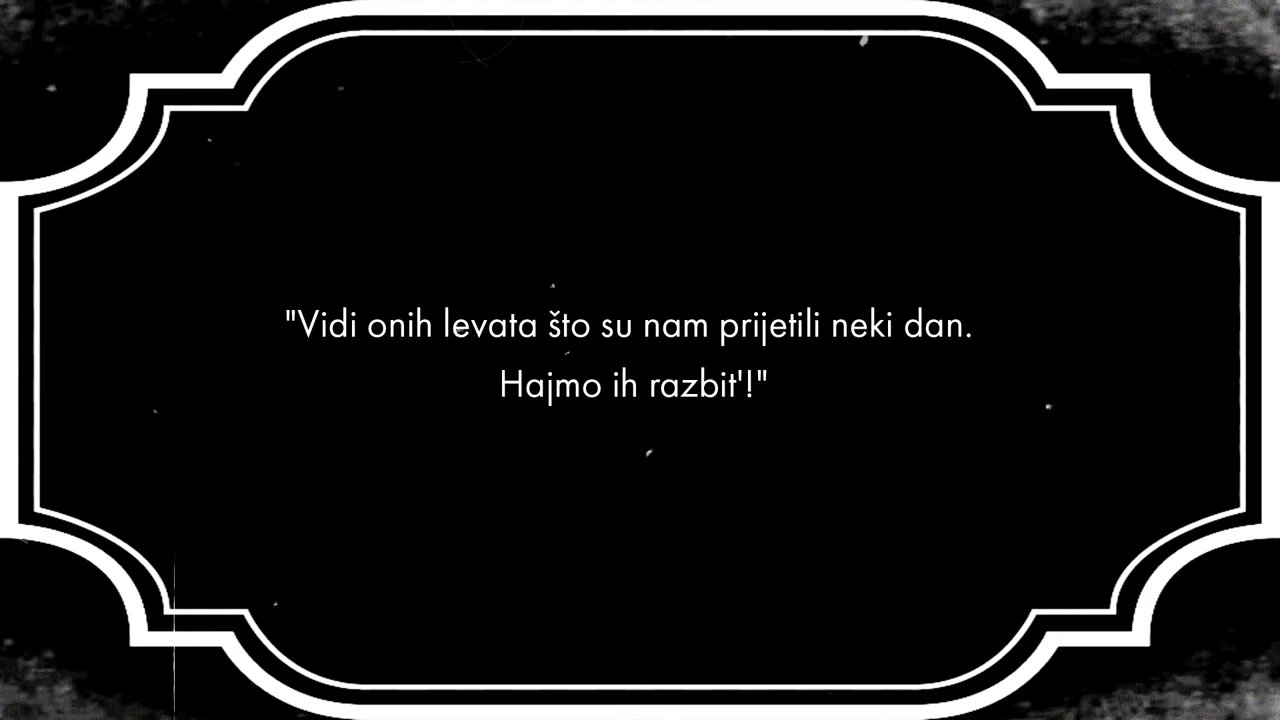 "Vidi onih levata što su nam prijetili neki dan.
Hajmo ih razbit'!"